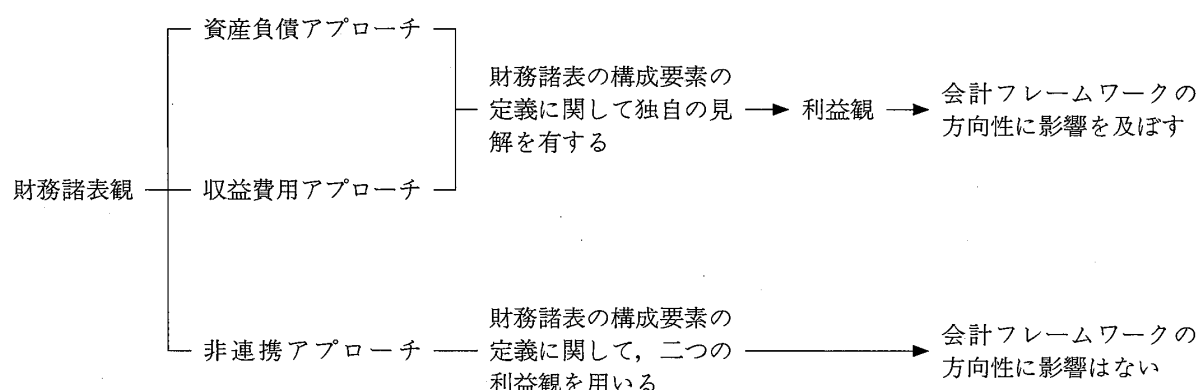 資産負債アプローチ
財務諸表の構成要素の
定義に関して独自の見
解を有する
利益観
会計フレームワークの
方向性に影響を及ぼす
財務諸表観
収益費用アプローチ
非連携アプローチ
財務諸表の構成要素の
定義に関して，二つの
利益観を用いる
会計フレームワークの
方向性に影響はない